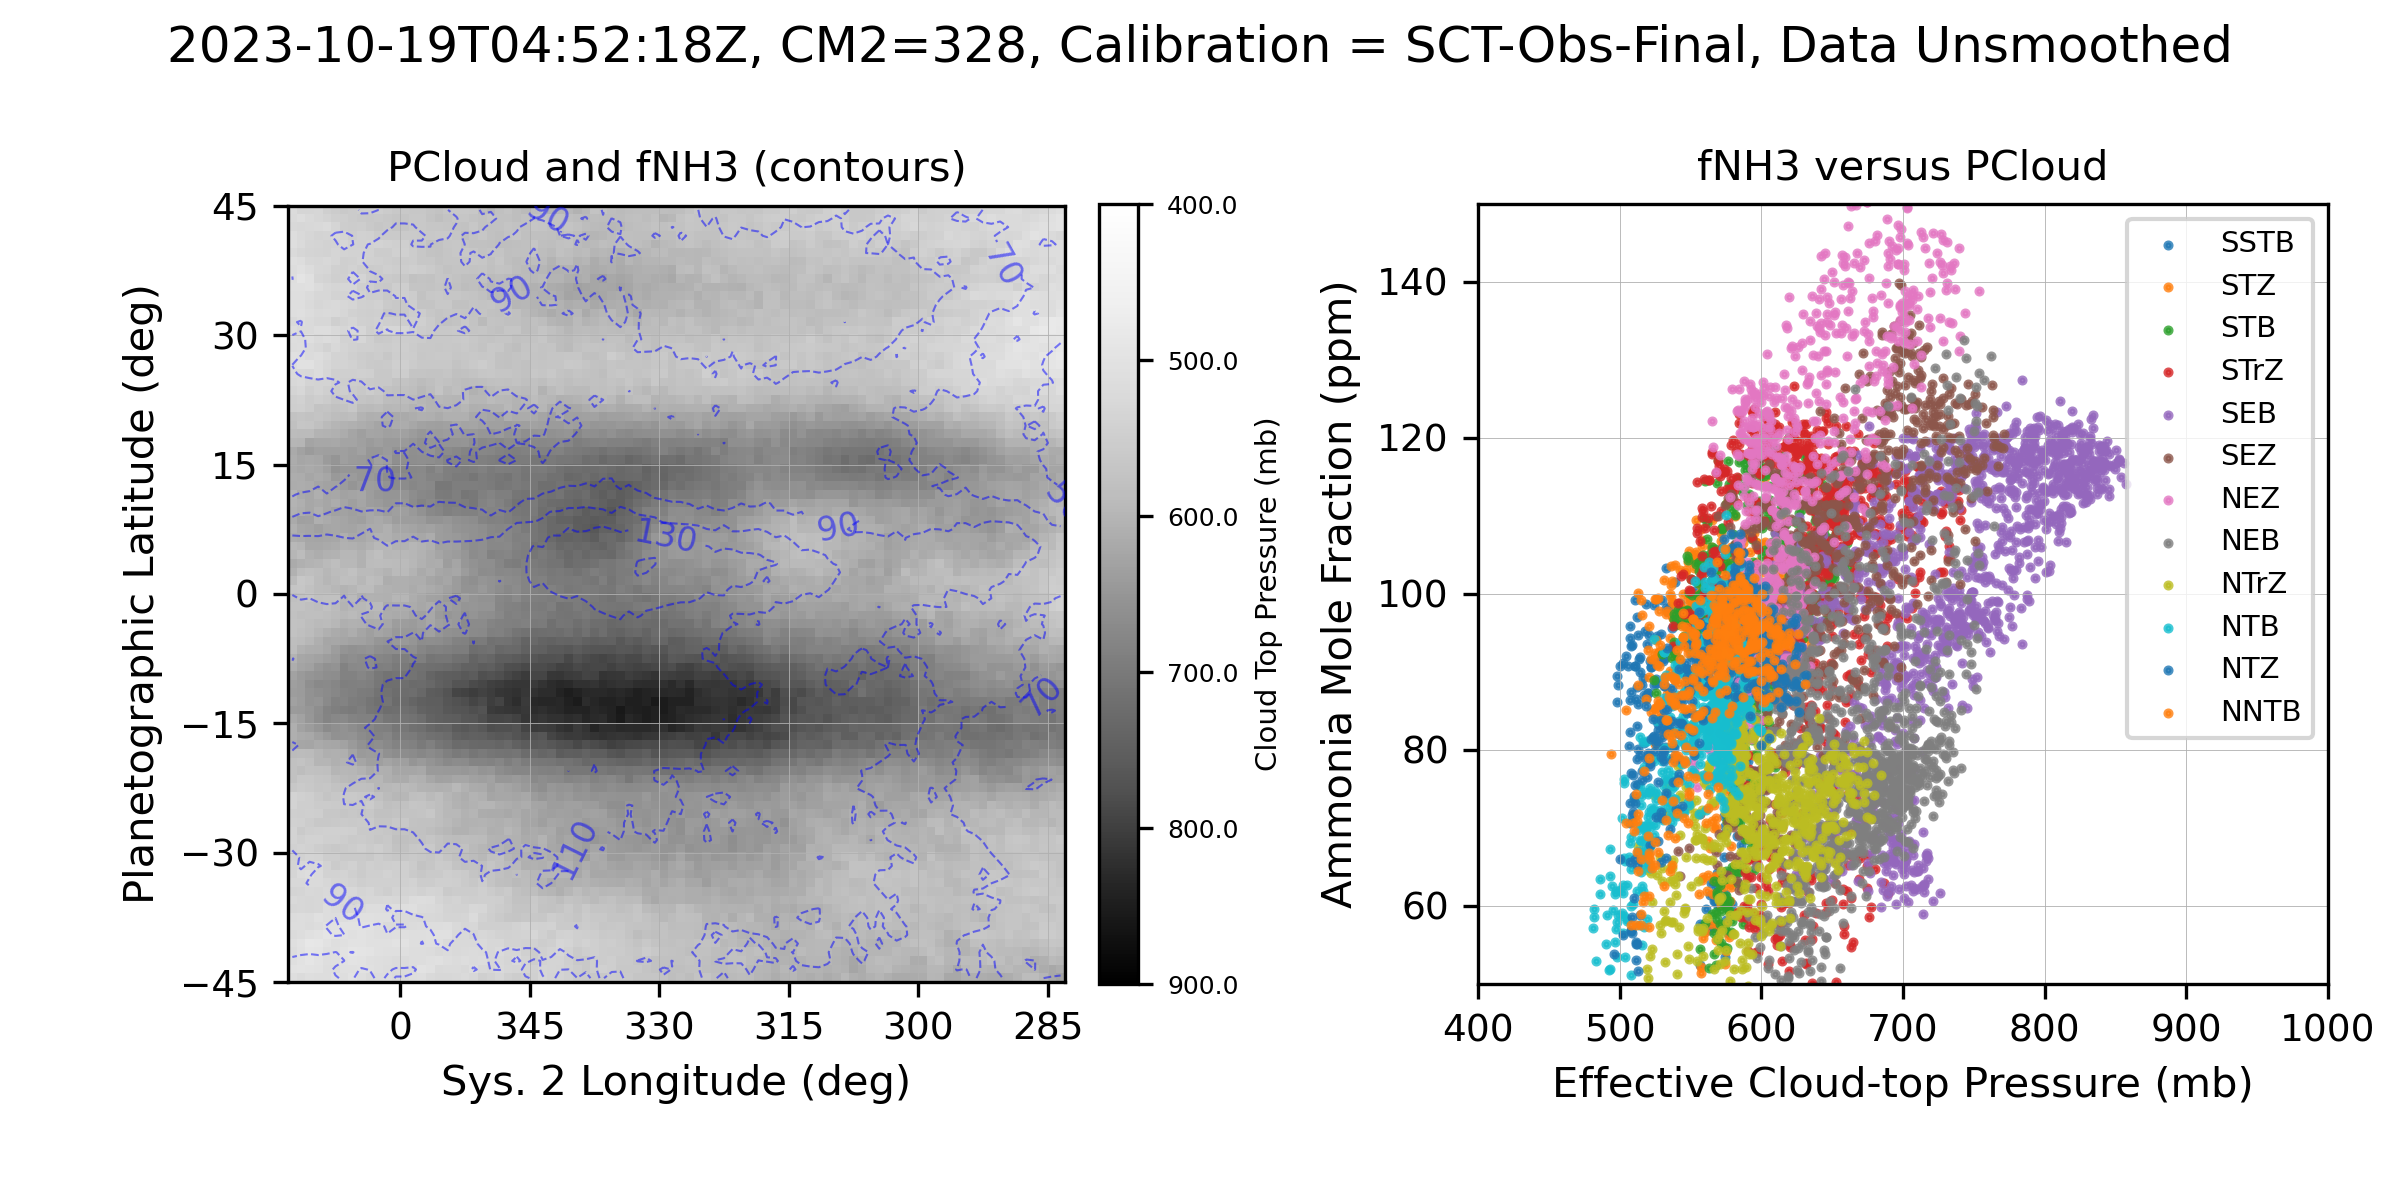 2023-10-19T04:52:18Z, CM2=328, Calibration = SCT-Obs-Final, Data Unsmoothed
PCloud and fNH3 (contours)
Planetographic Latitude (deg)
45
30
15
0
−15
−30
−45
0
345
330
315
300
285
Sys. 2 Longitude (deg)
90
90
70
70
130
90
70
110
90
400.0
500.0
600.0
700.0
800.0
900.0
Cloud Top Pressure (mb)
fNH3 versus PCloud
Ammonia Mole Fraction (ppm)
140
120
100
80
60
400
500
600
700
800
900
1000
Effective Cloud-top Pressure (mb)
SSTB
STZ
STB
STrZ
SEB
SEZ
NEZ
NEB
NTrZ
NTB
NTZ
NNTB